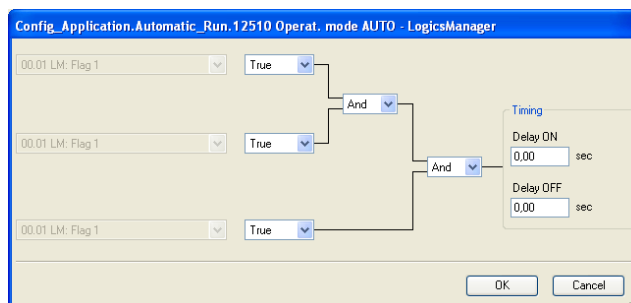 Config_Application.Automatic_Run.12510 Operat. mode AUTO - LogicsManager
00.01 LM: Flag 1
True
And
Timing
Delay ON
00.01 LM: Flag 1
True
0,00 sec
And
Delay OFF
0,00 sec
00.01 LM: Flag 1
True
OK
Cancel